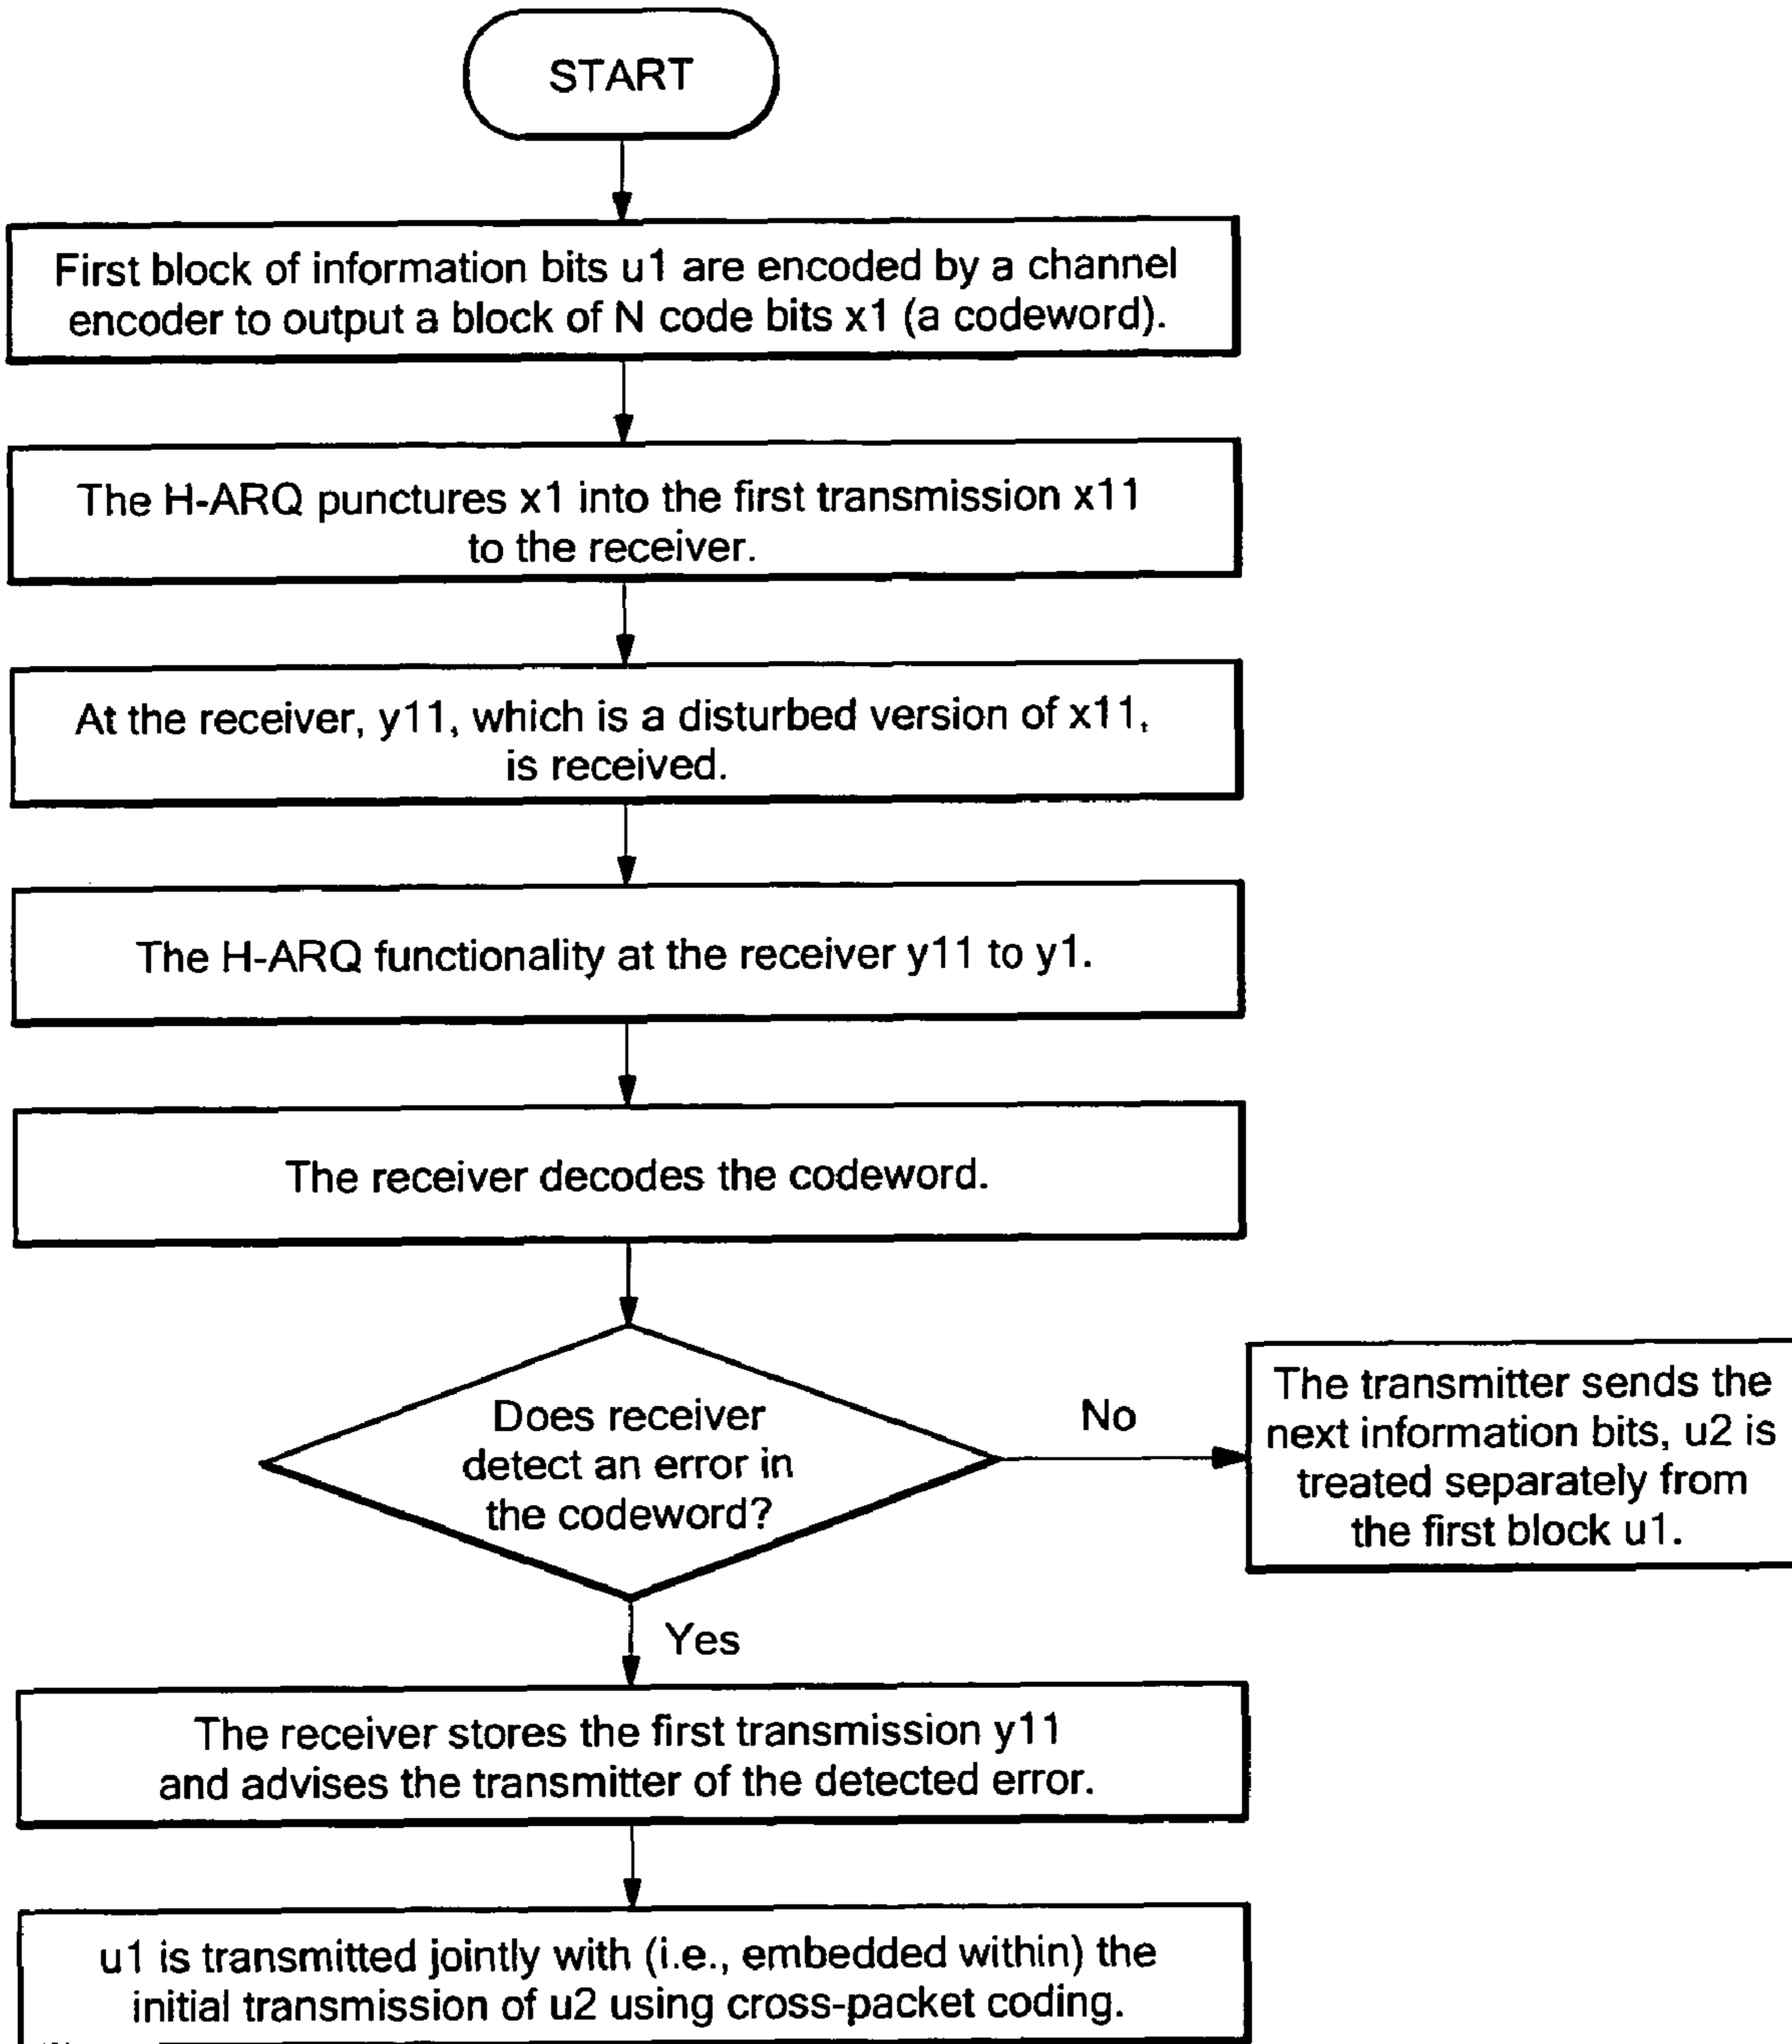 START
First block of information bits u1 are encoded by a channel
encoder to output a block of N code bits x1 (a codeword).
The H-ARQ punctures x1 into the first transmission x11
to the receiver.
At the receiver, y11, which is a disturbed version of x11,
is received.
The H-ARQ functionality at the receiver y11 to y1.
The receiver decodes the codeword.
Does receiver
detect an error in
the codeword?
No
The transmitter sends the
next information bits, u2 is
treated separately from
the first block u1.
Yes
The receiver stores the first transmission y11
and advises the transmitter of the detected error.
u1 is transmitted jointly with (i.e., embedded within) the
initial transmission of u2 using cross-packet coding.